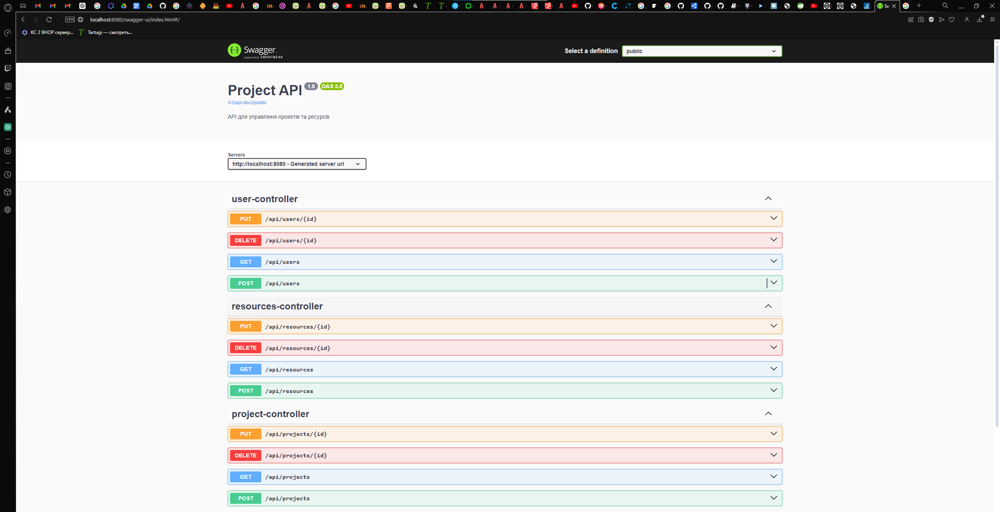 Sw
VPN
localhost:8080/swagger-ui/index.html#/
КС 2 BHOP сервер...
Tartugi — смотреть...
Swagger
Supported by SMARTBEAR
Select a definition
public
Project API 1.0 OAS 3.0
/v3/api-docs/public
API для управління проектів та ресурсів
Servers
http://localhost:8080 - Generated server url
user-controller
PUT /api/users/{id}
DELETE /api/users/{id}
GET /api/users
POST /api/users
resources-controller
PUT /api/resources/{id}
DELETE /api/resources/{id}
GET /api/resources
POST /api/resources
project-controller
PUT /api/projects/{id}
DELETE /api/projects/{id}
GET /api/projects
POST /api/projects